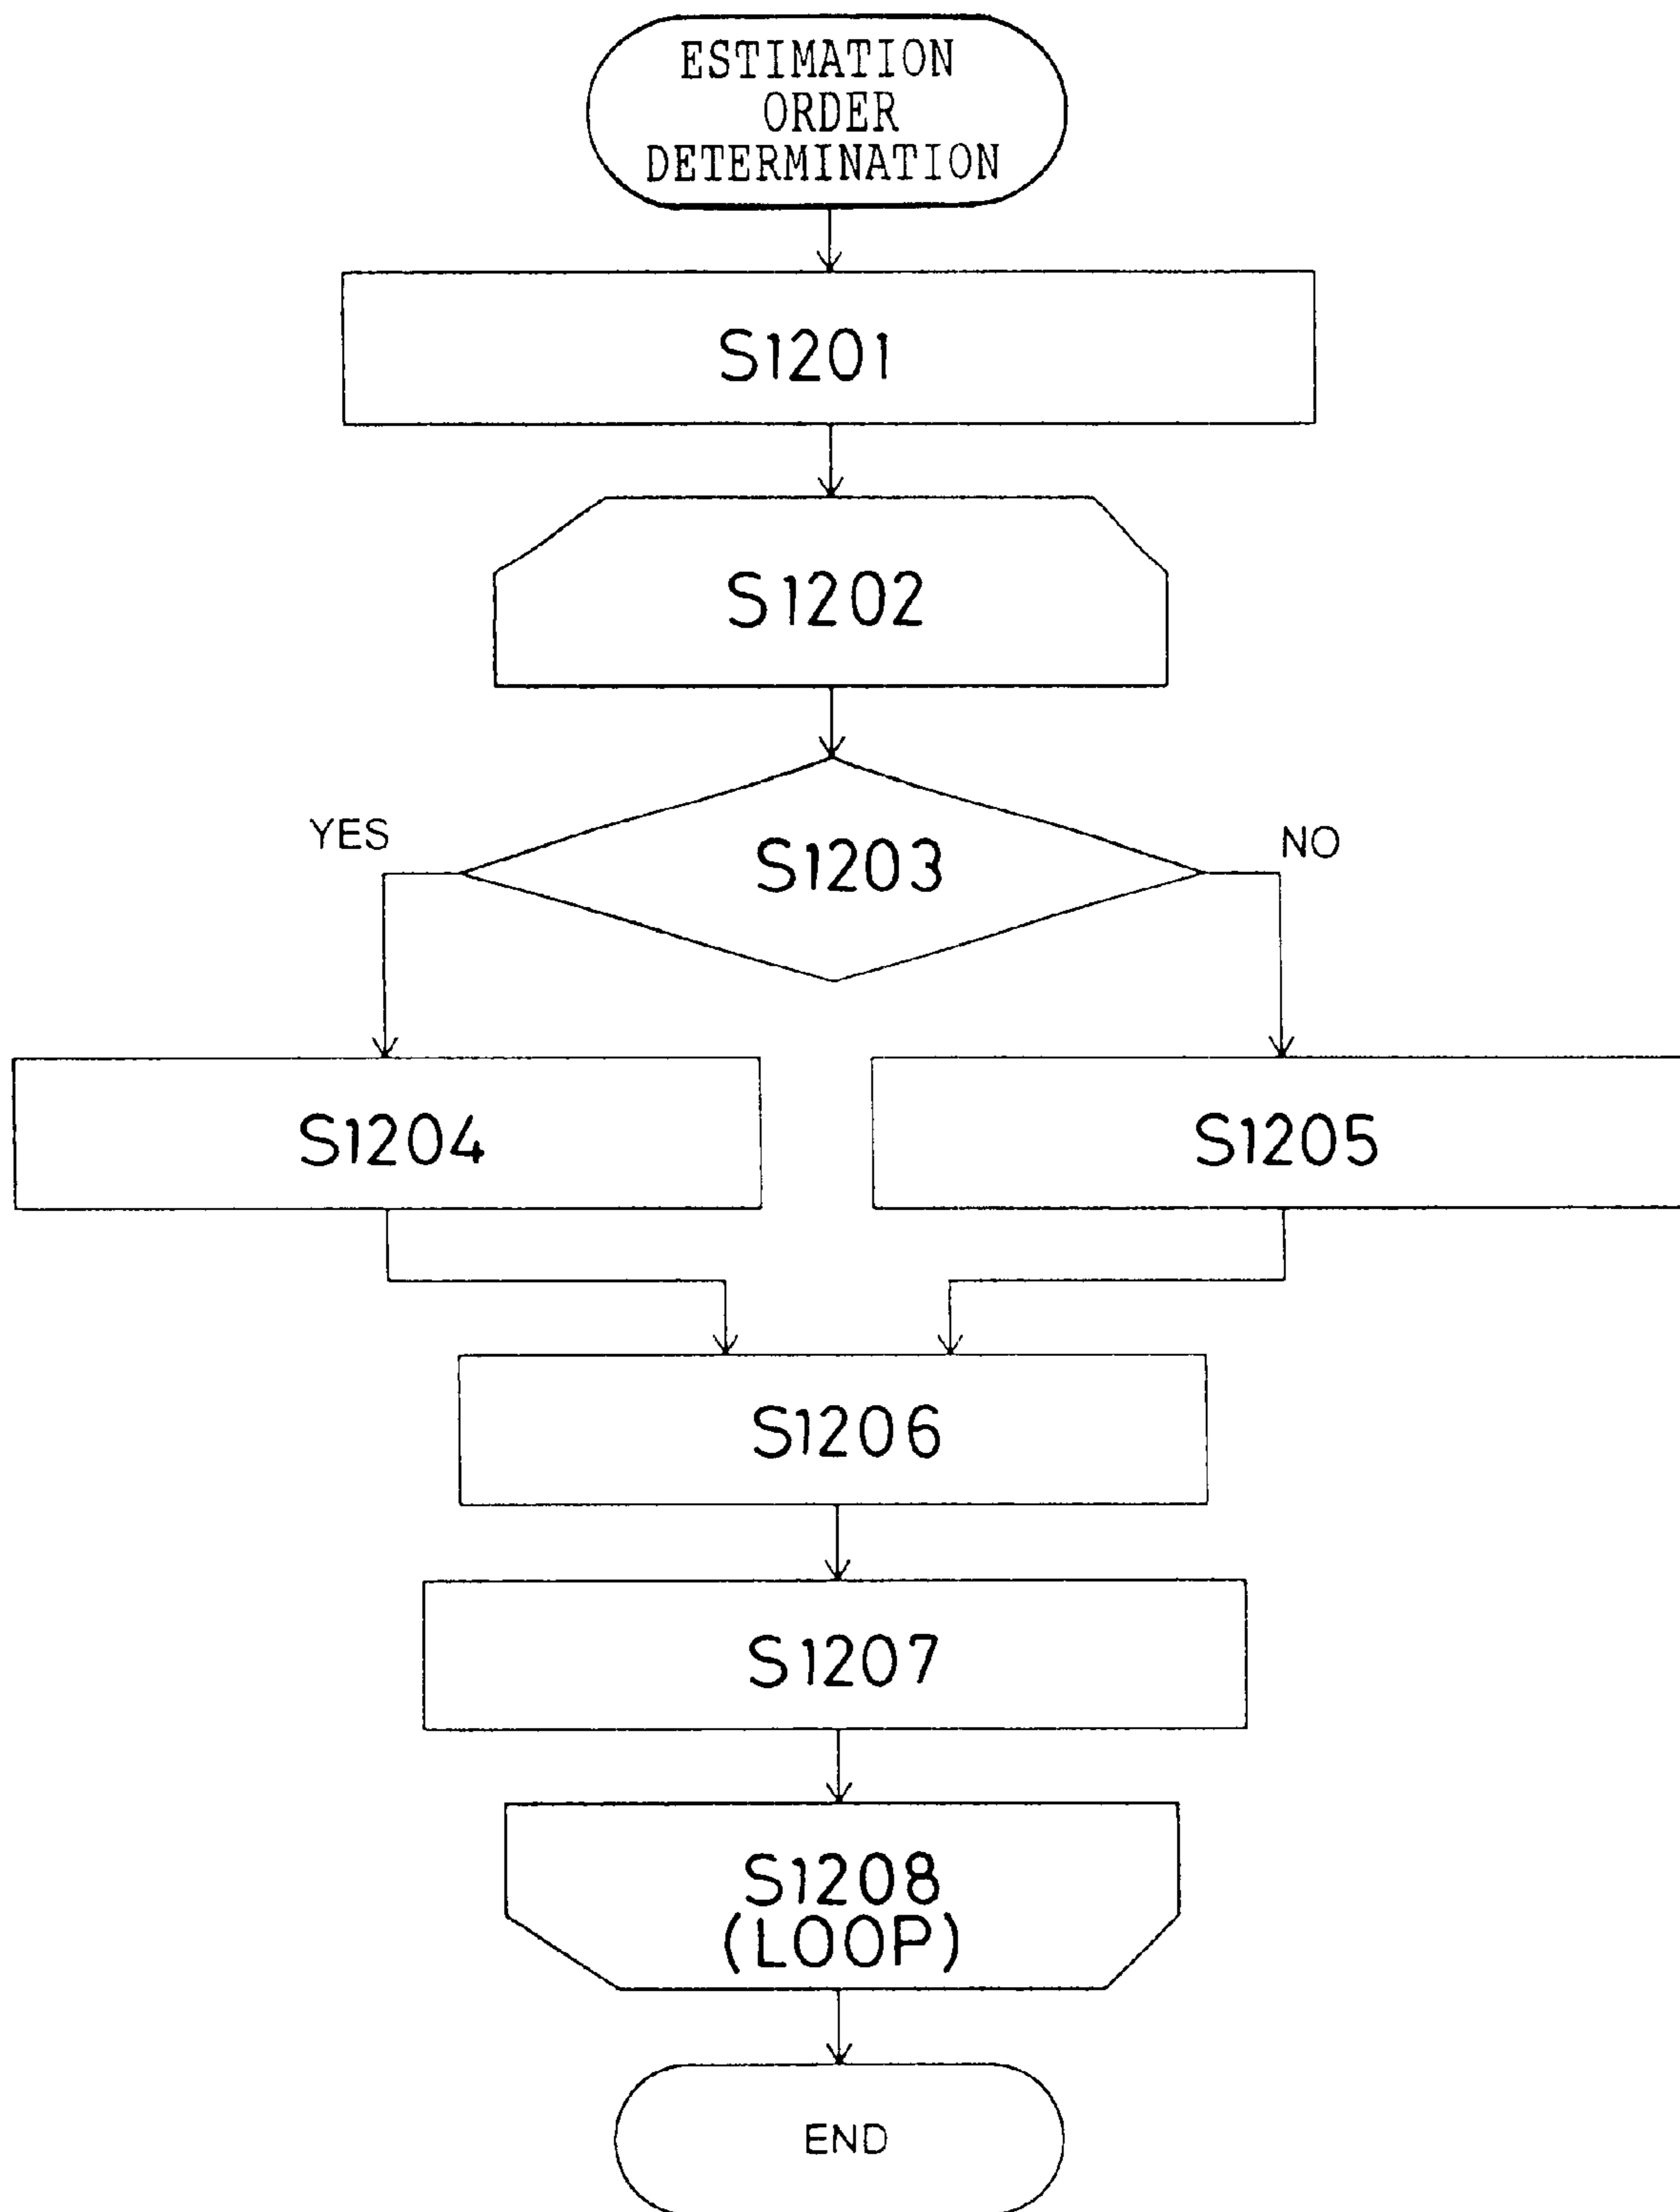 ESTIMATION
ORDER
DETERMINATION
S1201
S1202
S1203
YES
NO
S1204
S1205
S1206
S1207
S1208
(LOOP)
END